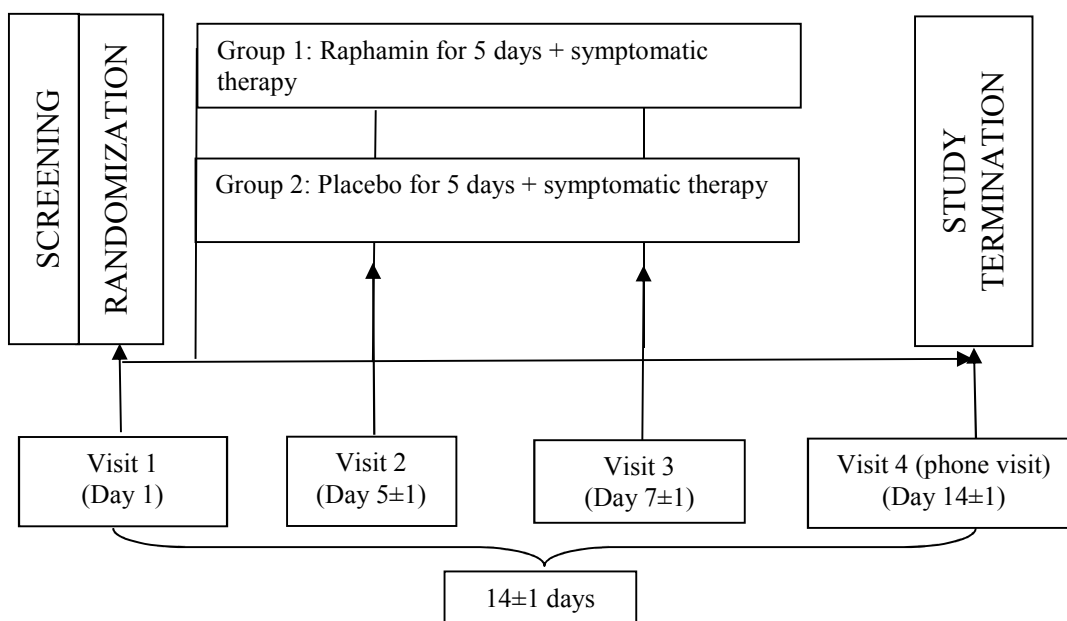 SCREENING
RANDOMIZATION
Group 1: Raphamin for 5 days + symptomatic
therapy
Group 2: Placebo for 5 days + symptomatic therapy
STUDY
TERMINATION
Visit 1
(Day 1)
Visit 2
(Day 5±1)
Visit 3
(Day 7±1)
Visit 4 (phone visit)
(Day 14±1)
14±1 days